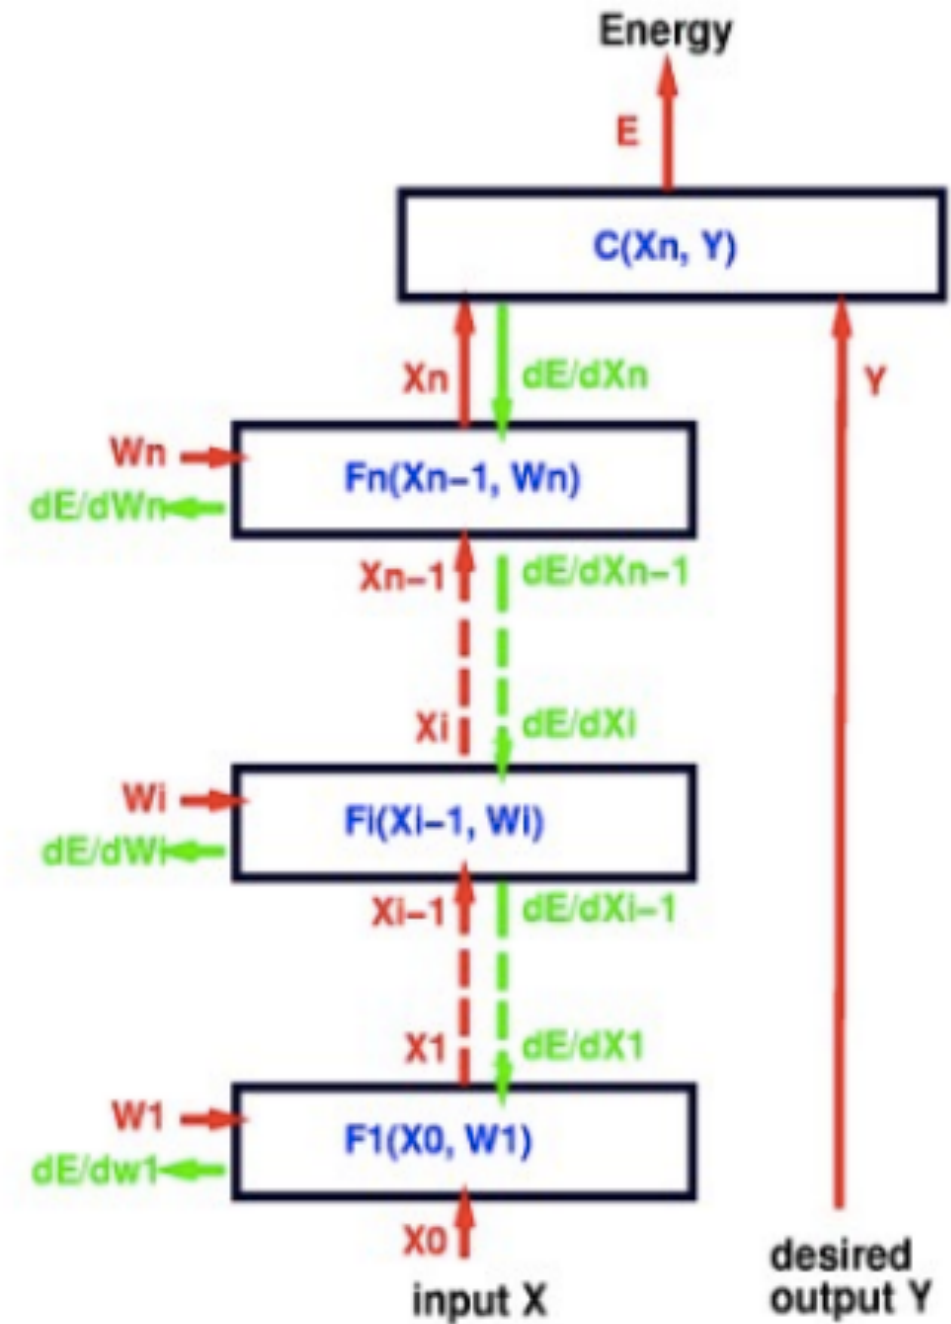 Energy
E
C(Xn, Y)
Xn
dE/dXn
Y
Wn
Fn(Xn−1, Wn)
dE/dWn
Xn−1
dE/dXn−1
Xi
dE/dXi
Wi
Fi(Xi−1, Wi)
dE/dWi
Xi−1
dE/dXi−1
X1
dE/dX1
W1
F1(X0, W1)
dE/dw1
X0
input X
desired
output Y